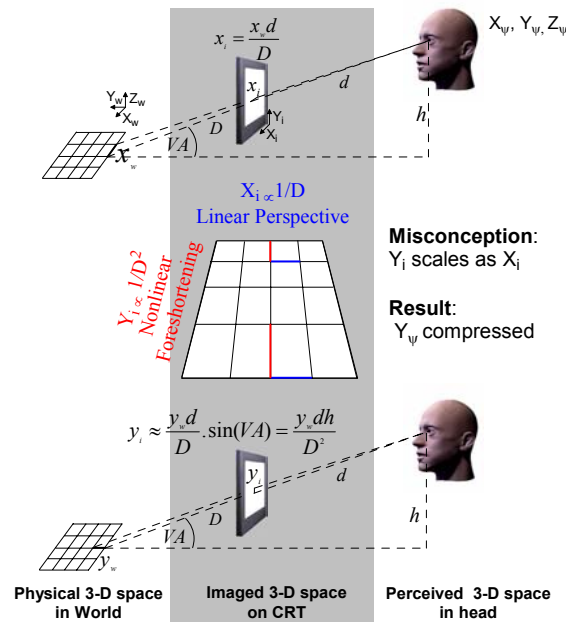 x_i = x_w d / D
X_ψ, Y_ψ, Z_ψ
Y_w Z_w
X_w
x_i
d
D
Y_i
X_i
h
x_w
VA
X_i ∝ 1/D
Linear Perspective
Y_i ∝ 1/D²
Nonlinear
Foreshortening
Misconception:
Y_i scales as X_i
Result:
Y_ψ compressed
y_i ≈ y_w d / D . sin(VA) = y_w dh / D²
y_i
d
D
h
VA
y_w
Physical 3-D space
in World
Imaged 3-D space
on CRT
Perceived 3-D space
in head